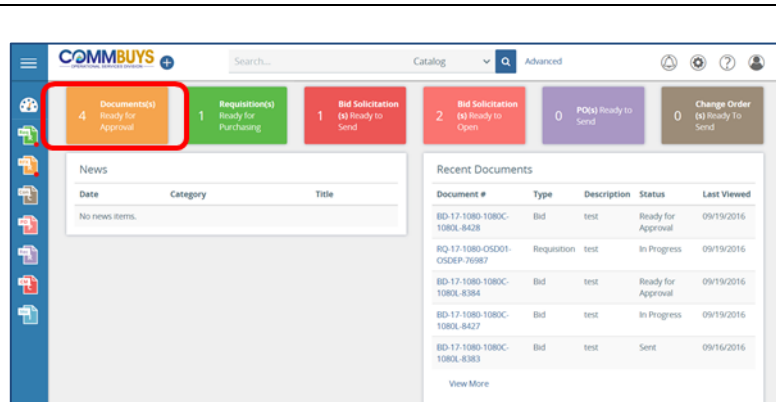 COMMBUYS
OPERATIONAL SERVICES DIVISION
Search...
Catalog
Advanced
4 Documents(s)
Ready for
Approval
1 Requisition(s)
Ready for
Purchasing
1 Bid Solicitation
(s) Ready to
Send
2 Bid Solicitation
(s) Ready to
Open
0 PO(s) Ready to
Send
0 Change Order
(s) Ready To
Send
News
Date Category Title
No news items.
Recent Documents
Document # Type Description Status Last Viewed
BD-17-1080-1080C- Bid test Ready for 09/19/2016
1080L-8428 Approval
RQ-17-1080-OSD01- Requisition test In Progress 09/19/2016
OSDEP-76987
BD-17-1080-1080C- Bid test Ready for 09/19/2016
1080L-8384 Approval
BD-17-1080-1080C- Bid test In Progress 09/19/2016
1080L-8427
BD-17-1080-1080C- Bid test Sent 09/16/2016
1080L-8383
View More